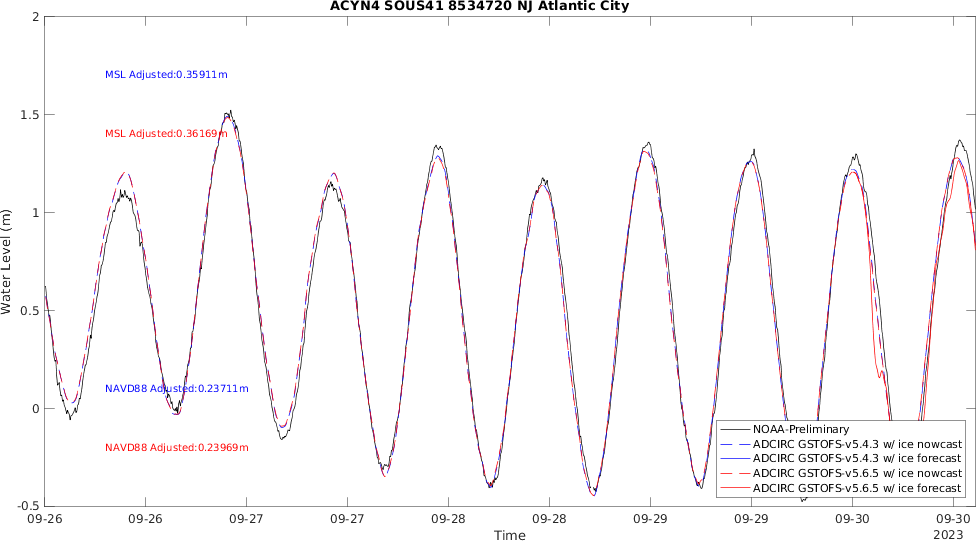 ACYN4 SOUS41 8534720 NJ Atlantic City
2
1.5
1
0.5
0
-0.5
Water Level (m)
MSL Adjusted:0.35911m
MSL Adjusted:0.36169m
NAVD88 Adjusted:0.23711m
NAVD88 Adjusted:0.23969m
NOAA-Preliminary
ADCIRC GSTOFS-v5.4.3 w/ ice nowcast
ADCIRC GSTOFS-v5.4.3 w/ ice forecast
ADCIRC GSTOFS-v5.6.5 w/ ice nowcast
ADCIRC GSTOFS-v5.6.5 w/ ice forecast
09-26 09-26 09-27 09-27 09-28 09-28 09-29 09-29 09-30 09-30
Time
2023